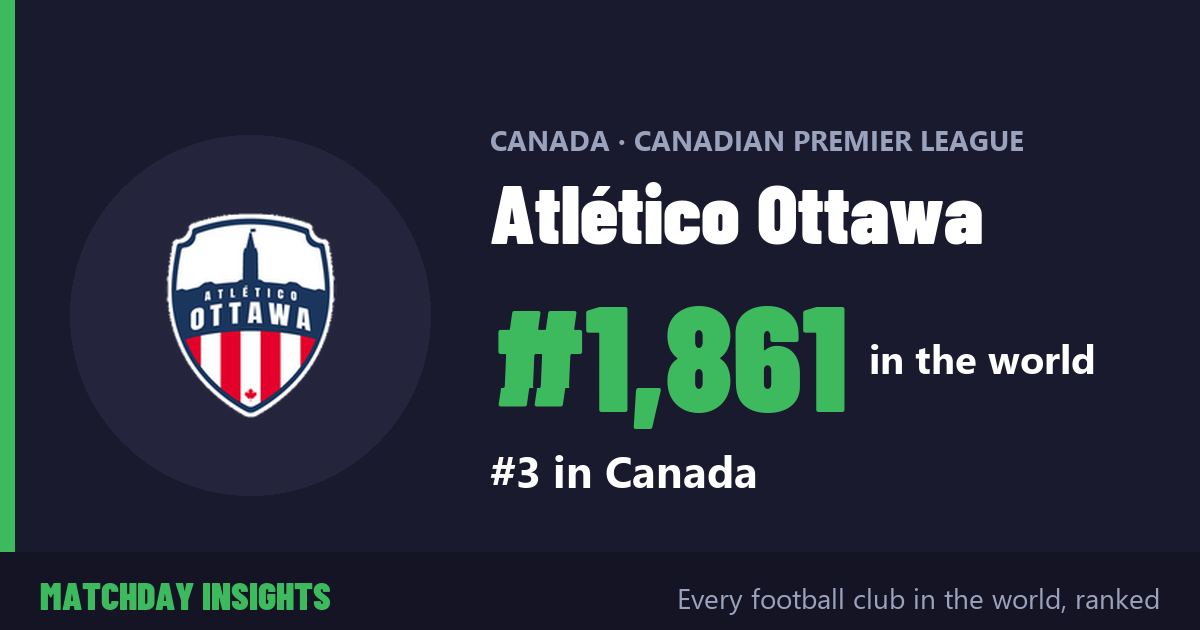 CANADA · CANADIAN PREMIER LEAGUE
Atlético Ottawa
#1,861 in the world
#3 in Canada
ATLÉTICO
OTTAWA
MATCHDAY INSIGHTS
Every football club in the world, ranked